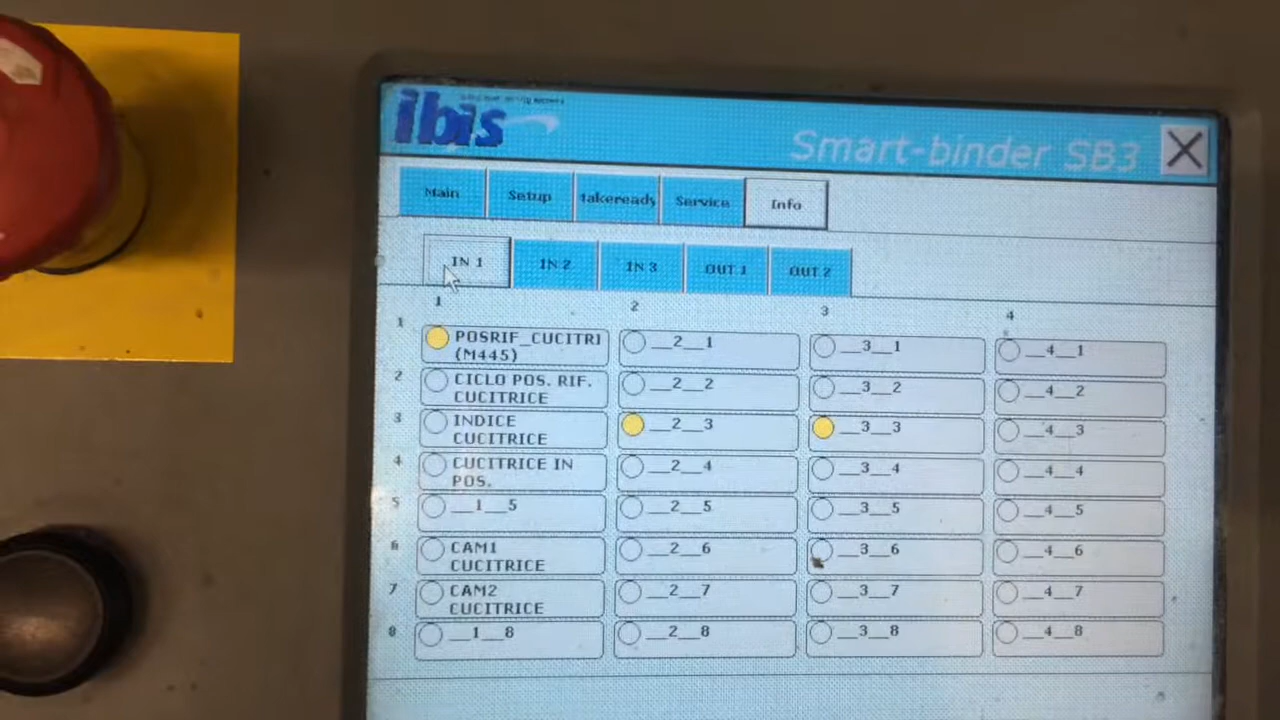 ibis
Smart-binder SB3
Main Setup takeready Service Info
IN 1 IN 2 IN 3 OUT 1 OUT 2
1 2 3 4
1 POSRIF_CUCITRI __2__1 __3__1 __4__1
(M445)
2 CICLO POS. RIF. __2__2 __3__2 __4__2
CUCITRICE
3 INDICE __2__3 __3__3 __4__3
CUCITRICE
4 CUCITRICE IN __2__4 __3__4 __4__4
POS.
5 __1__5 __2__5 __3__5 __4__5
6 CAM1 __2__6 __3__6 __4__6
CUCITRICE
7 CAM2 __2__7 __3__7 __4__7
CUCITRICE
8 __1__8 __2__8 __3__8 __4__8